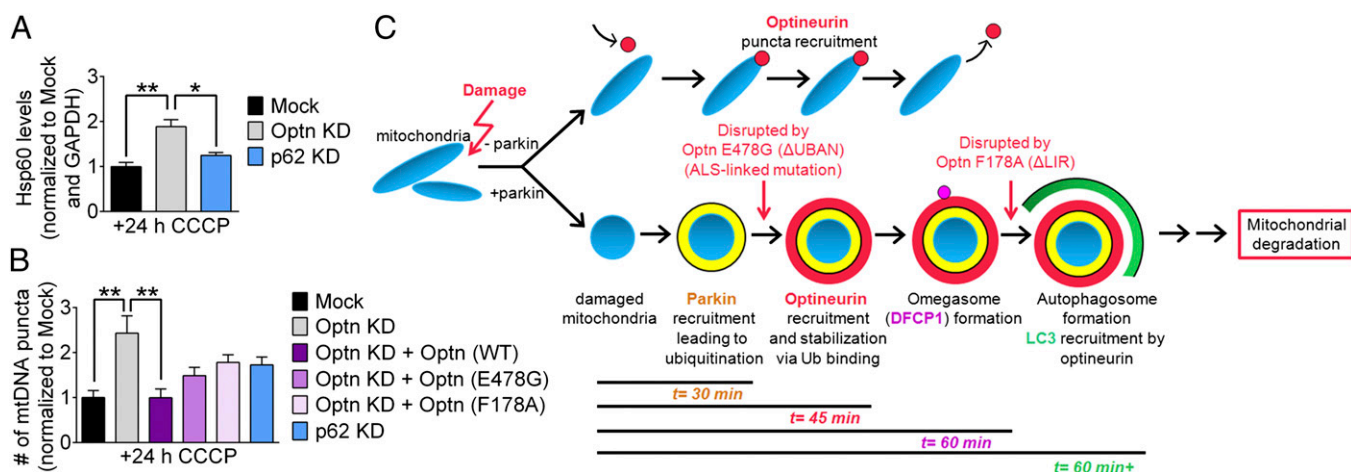 A
Hsp60 levels
(normalized to Mock
and GAPDH)
3
2
1
0
**
*
Mock
Optn KD
p62 KD
+24 h CCCP
B
# of mtDNA puncta
(normalized to Mock)
3
2
1
0
**
**
Mock
Optn KD
Optn KD + Optn (WT)
Optn KD + Optn (E478G)
Optn KD + Optn (F178A)
p62 KD
+24 h CCCP
C
Optineurin
puncta recruitment
Damage
mitochondria
- parkin
+parkin
Disrupted by
Optn E478G (ΔUBAN)
(ALS-linked mutation)
Disrupted by
Optn F178A (ΔLIR)
Mitochondrial
degradation
damaged
mitochondria
Parkin
recruitment
leading to
ubiquitination
Optineurin
recruitment
and stabilization
via Ub binding
Omegasome
(DFCP1) formation
Autophagosome
formation
LC3 recruitment by
optineurin
t= 30 min
t= 45 min
t= 60 min
t= 60 min+